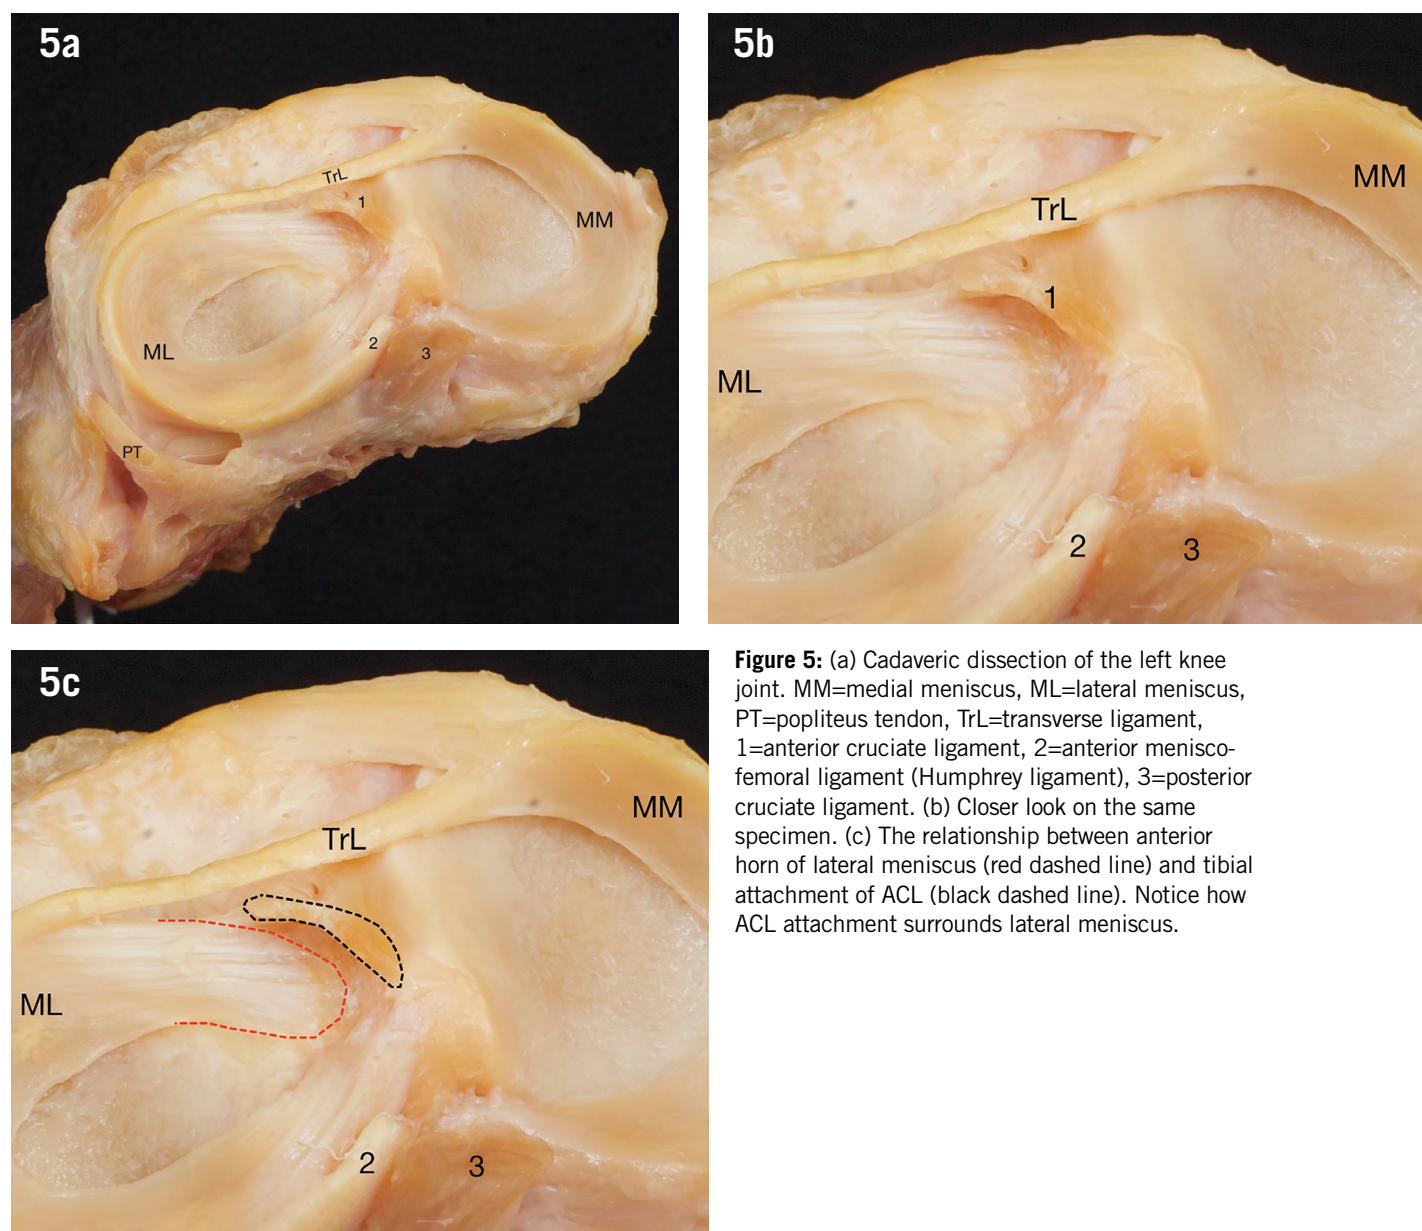 5a
TrL
1
MM
ML
2
3
PT
5b
MM
TrL
1
ML
2
3
5c
MM
TrL
ML
2
3
Figure 5: (a) Cadaveric dissection of the left knee
joint. MM=medial meniscus, ML=lateral meniscus,
PT=popliteus tendon, TrL=transverse ligament,
1=anterior cruciate ligament, 2=anterior menisco-
femoral ligament (Humphrey ligament), 3=posterior
cruciate ligament. (b) Closer look on the same
specimen. (c) The relationship between anterior
horn of lateral meniscus (red dashed line) and tibial
attachment of ACL (black dashed line). Notice how
ACL attachment surrounds lateral meniscus.